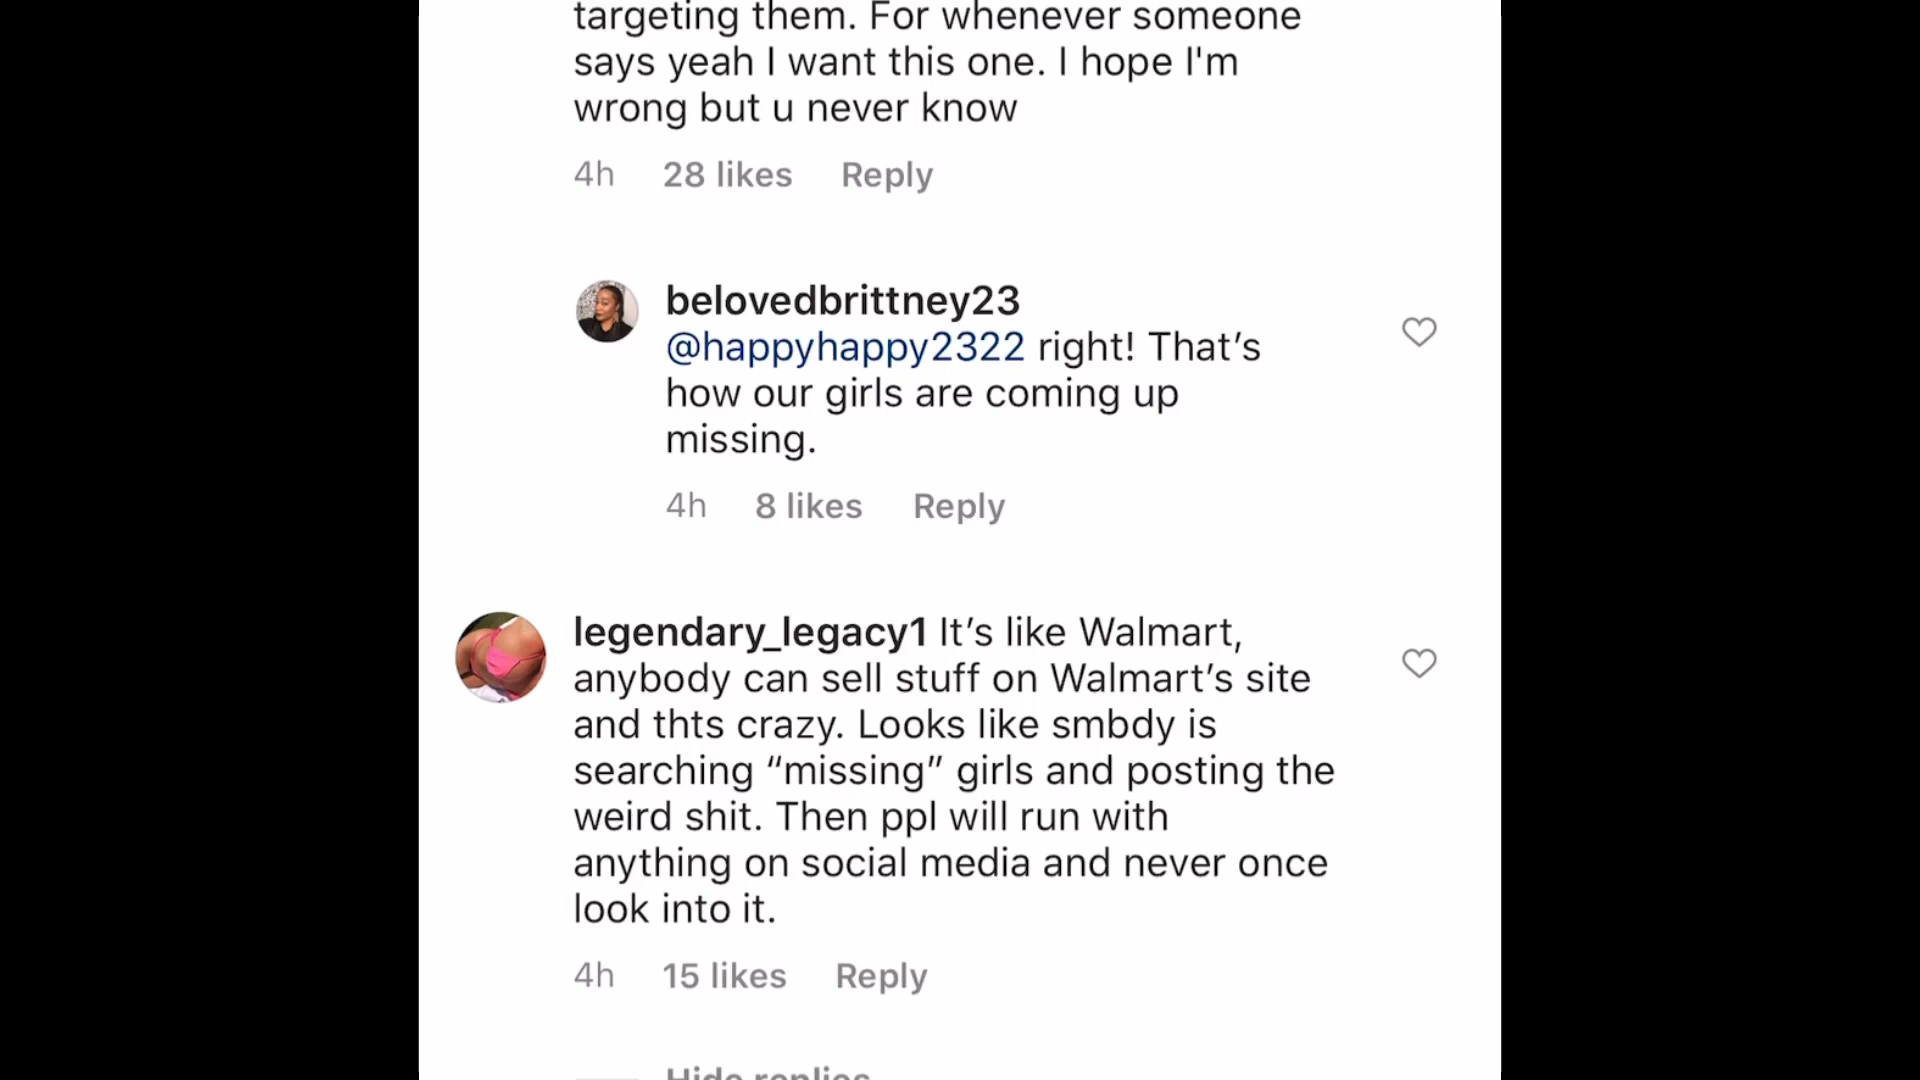 targeting them. For whenever someone
says yeah I want this one. I hope I'm
wrong but u never know
4h 28 likes Reply
belovedbrittney23
@happyhappy2322 right! That’s
how our girls are coming up
missing.
4h 8 likes Reply
legendary_legacy1 It’s like Walmart,
anybody can sell stuff on Walmart’s site
and thts crazy. Looks like smbdy is
searching “missing” girls and posting the
weird shit. Then ppl will run with
anything on social media and never once
look into it.
4h 15 likes Reply
Hide replies